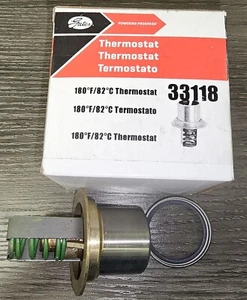 Gates
POWERING PROGRESS
Thermostat
Thermostat
Termostato
180°F/82°C Thermostat 33118
180°F/82°C Termostato
180°F/82°C Thermostat